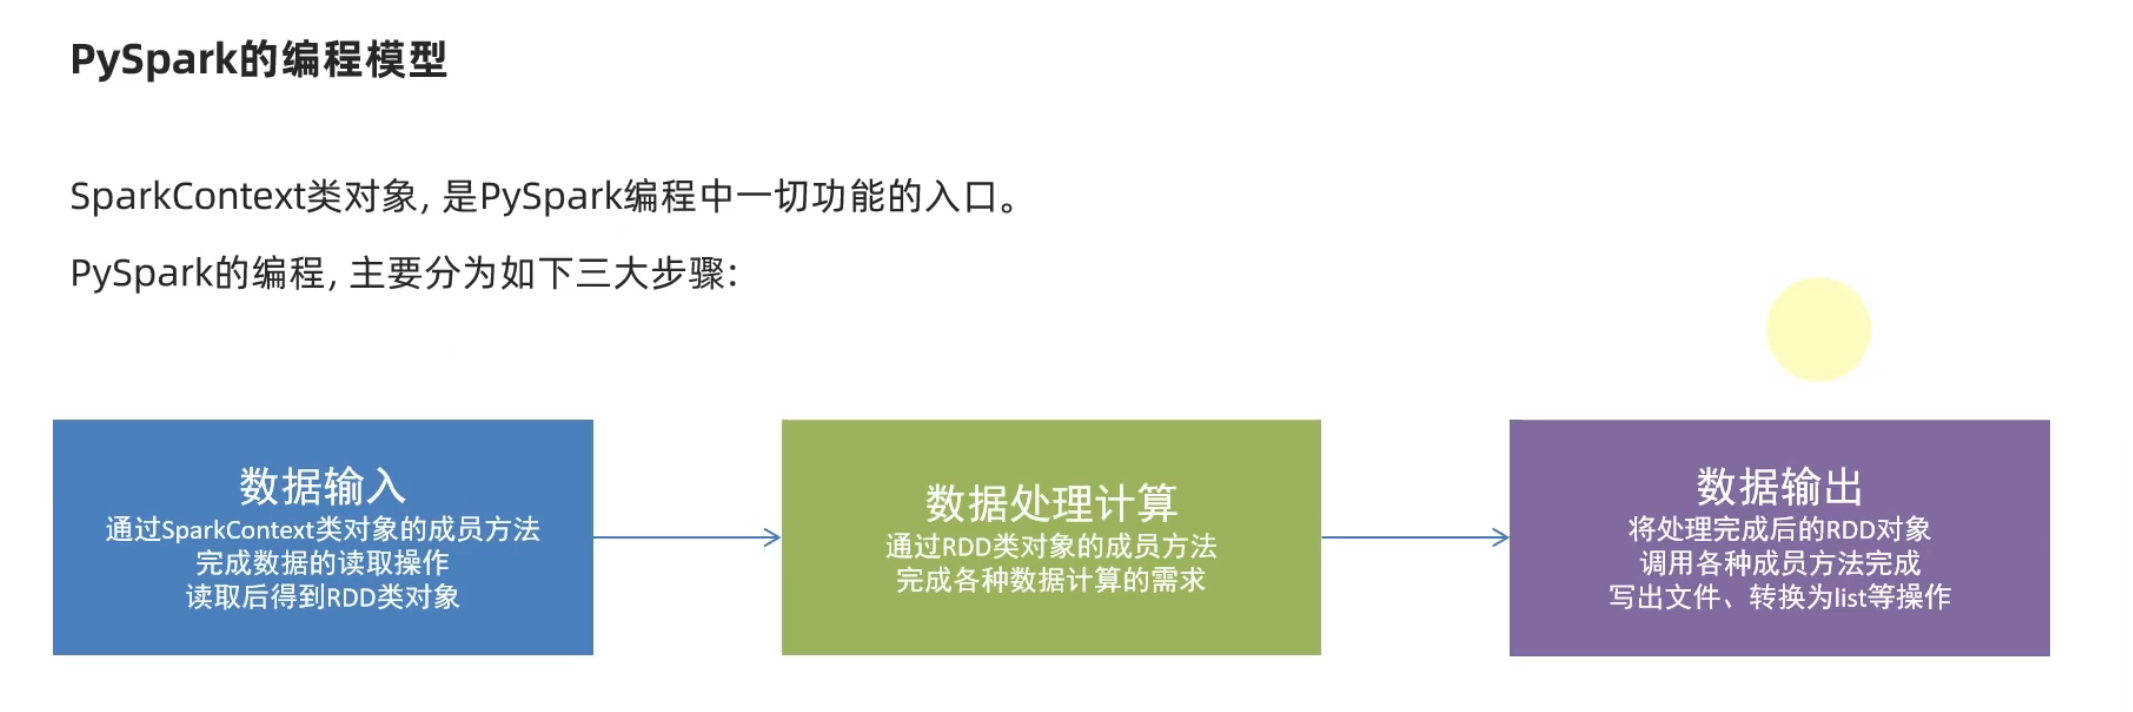 PySpark的编程模型
SparkContext类对象, 是PySpark编程中一切功能的入口。
PySpark的编程, 主要分为如下三大步骤:
数据输入
通过SparkContext类对象的成员方法
完成数据的读取操作
读取后得到RDD类对象
数据处理计算
通过RDD类对象的成员方法
完成各种数据计算的需求
数据输出
将处理完成后的RDD对象
调用各种成员方法完成
写出文件、转换为list等操作